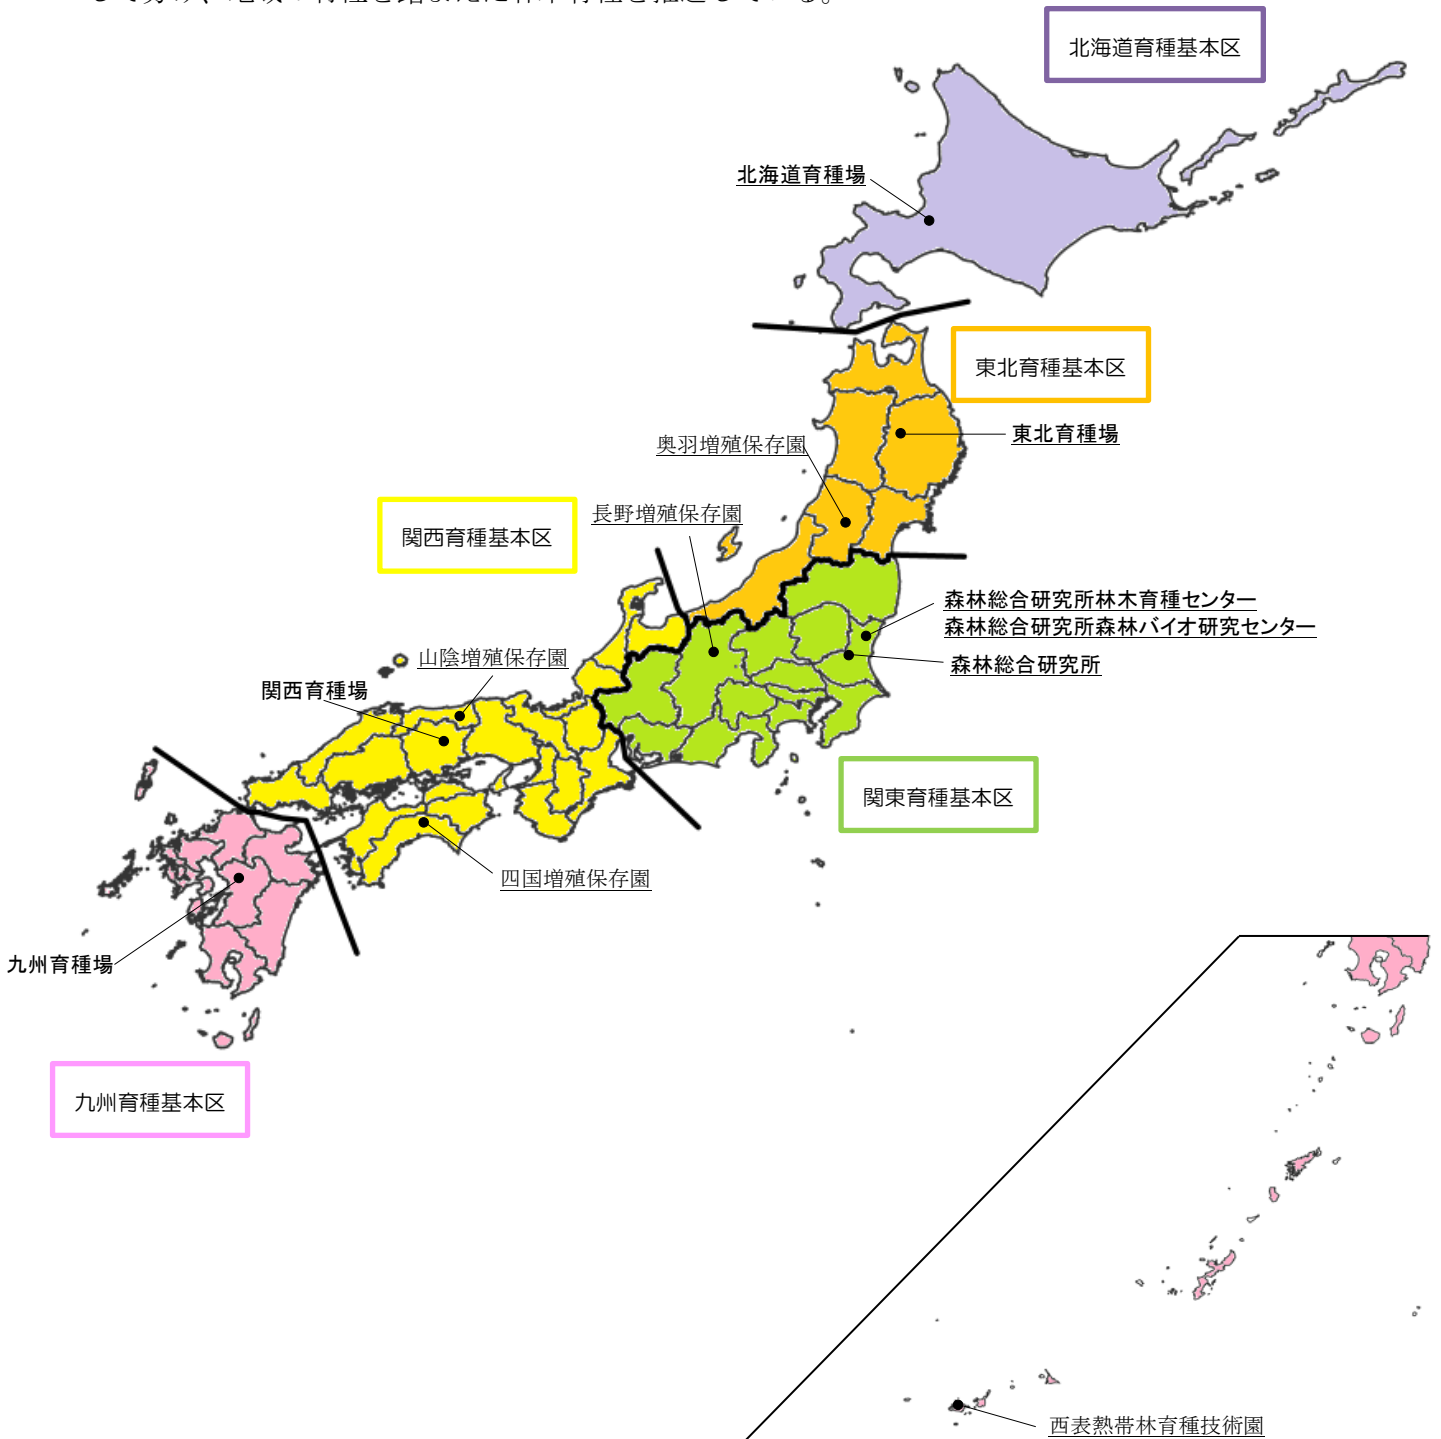 北海道育種基本区
北海道育種場
東北育種基本区
東北育種場
奥羽増殖保存園
長野増殖保存園
関西育種基本区
森林総合研究所林木育種センター
森林総合研究所森林バイオ研究センター
森林総合研究所
山陰増殖保存園
関西育種場
関東育種基本区
四国増殖保存園
九州育種場
九州育種基本区
西表熱帯林育種技術園